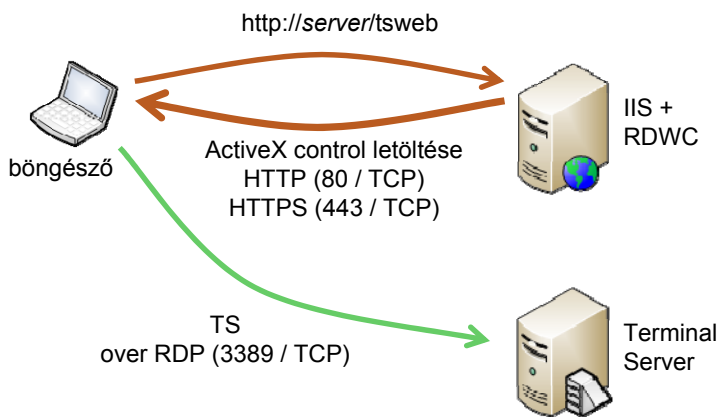 http://server/tsweb
IIS +
RDWC
böngésző
ActiveX control letöltése
HTTP (80 / TCP)
HTTPS (443 / TCP)
TS
over RDP (3389 / TCP)
Terminal
Server